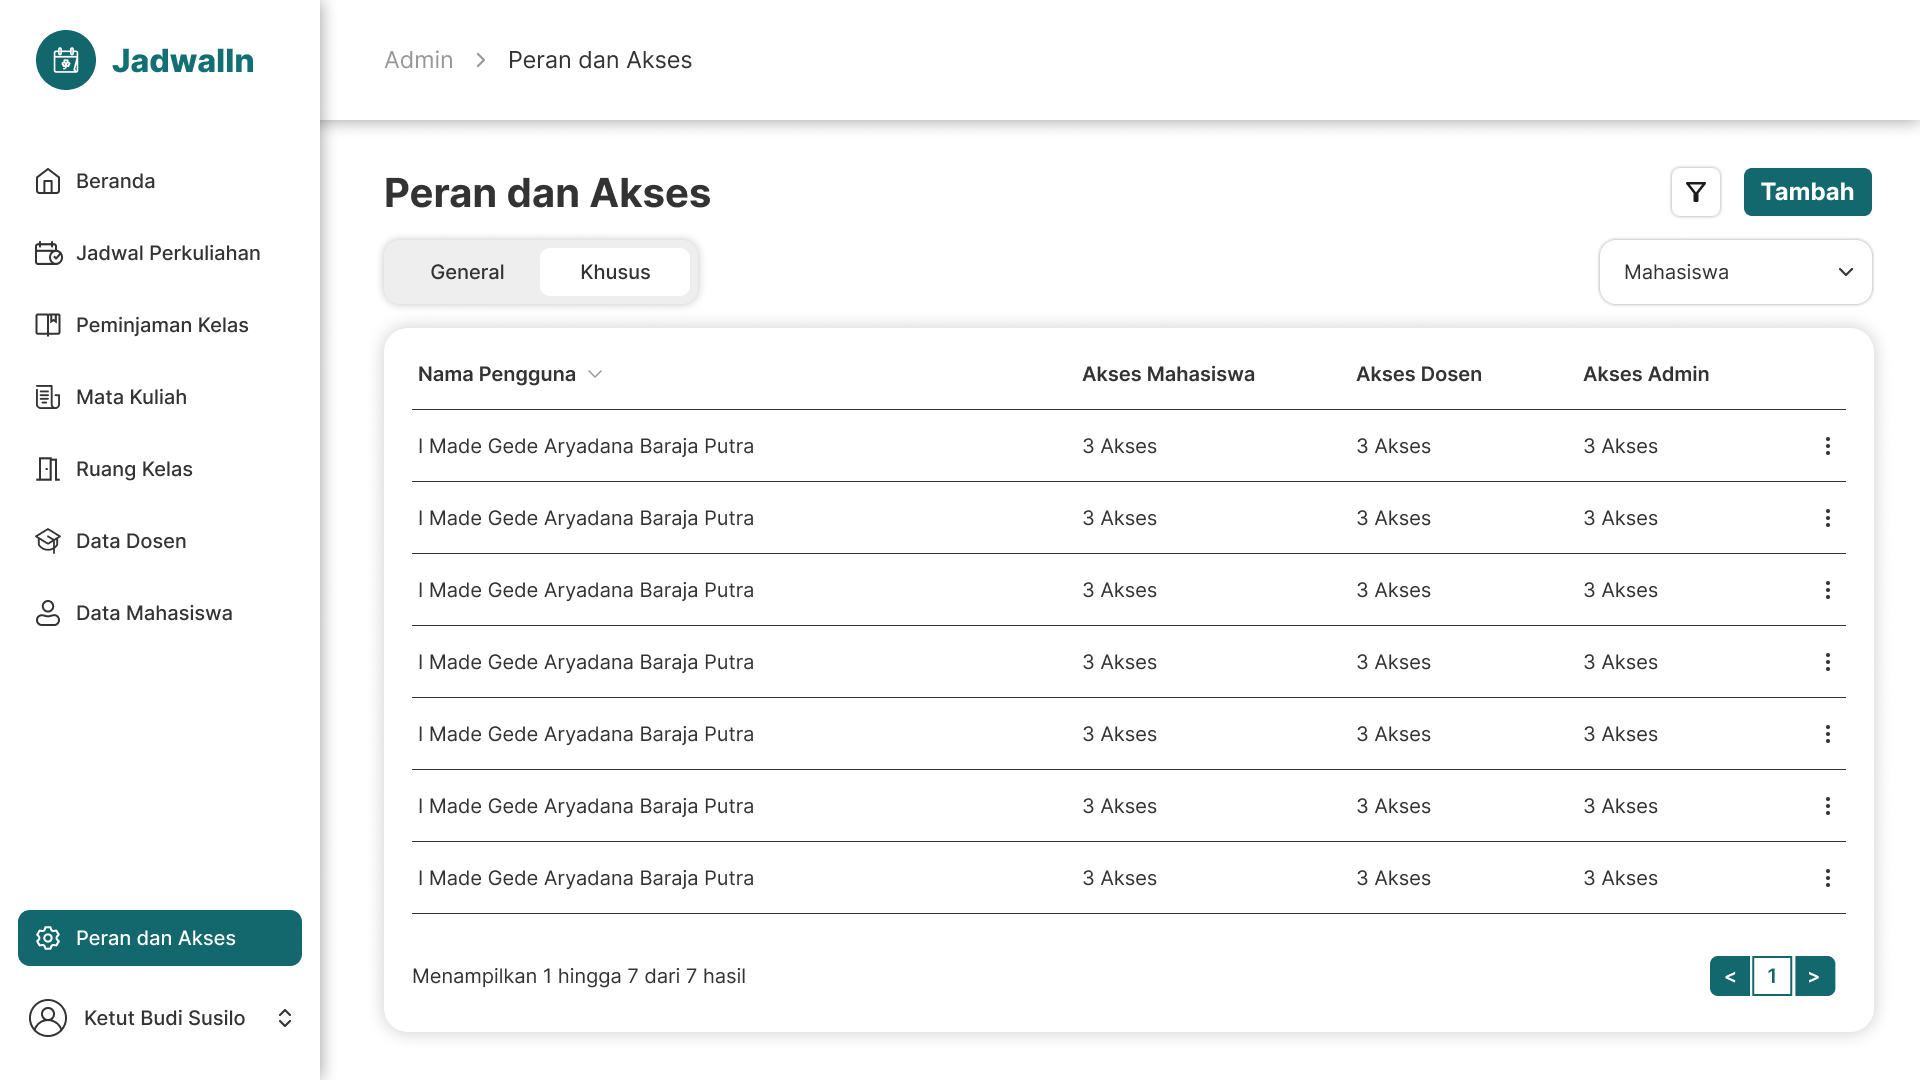 JadwalIn
Admin > Peran dan Akses
Beranda
Jadwal Perkuliahan
Peminjaman Kelas
Mata Kuliah
Ruang Kelas
Data Dosen
Data Mahasiswa
Peran dan Akses
Ketut Budi Susilo
Peran dan Akses
Tambah
General Khusus
Mahasiswa
Nama Pengguna Akses Mahasiswa Akses Dosen Akses Admin
I Made Gede Aryadana Baraja Putra 3 Akses 3 Akses 3 Akses
I Made Gede Aryadana Baraja Putra 3 Akses 3 Akses 3 Akses
I Made Gede Aryadana Baraja Putra 3 Akses 3 Akses 3 Akses
I Made Gede Aryadana Baraja Putra 3 Akses 3 Akses 3 Akses
I Made Gede Aryadana Baraja Putra 3 Akses 3 Akses 3 Akses
I Made Gede Aryadana Baraja Putra 3 Akses 3 Akses 3 Akses
I Made Gede Aryadana Baraja Putra 3 Akses 3 Akses 3 Akses
Menampilkan 1 hingga 7 dari 7 hasil
< 1 >